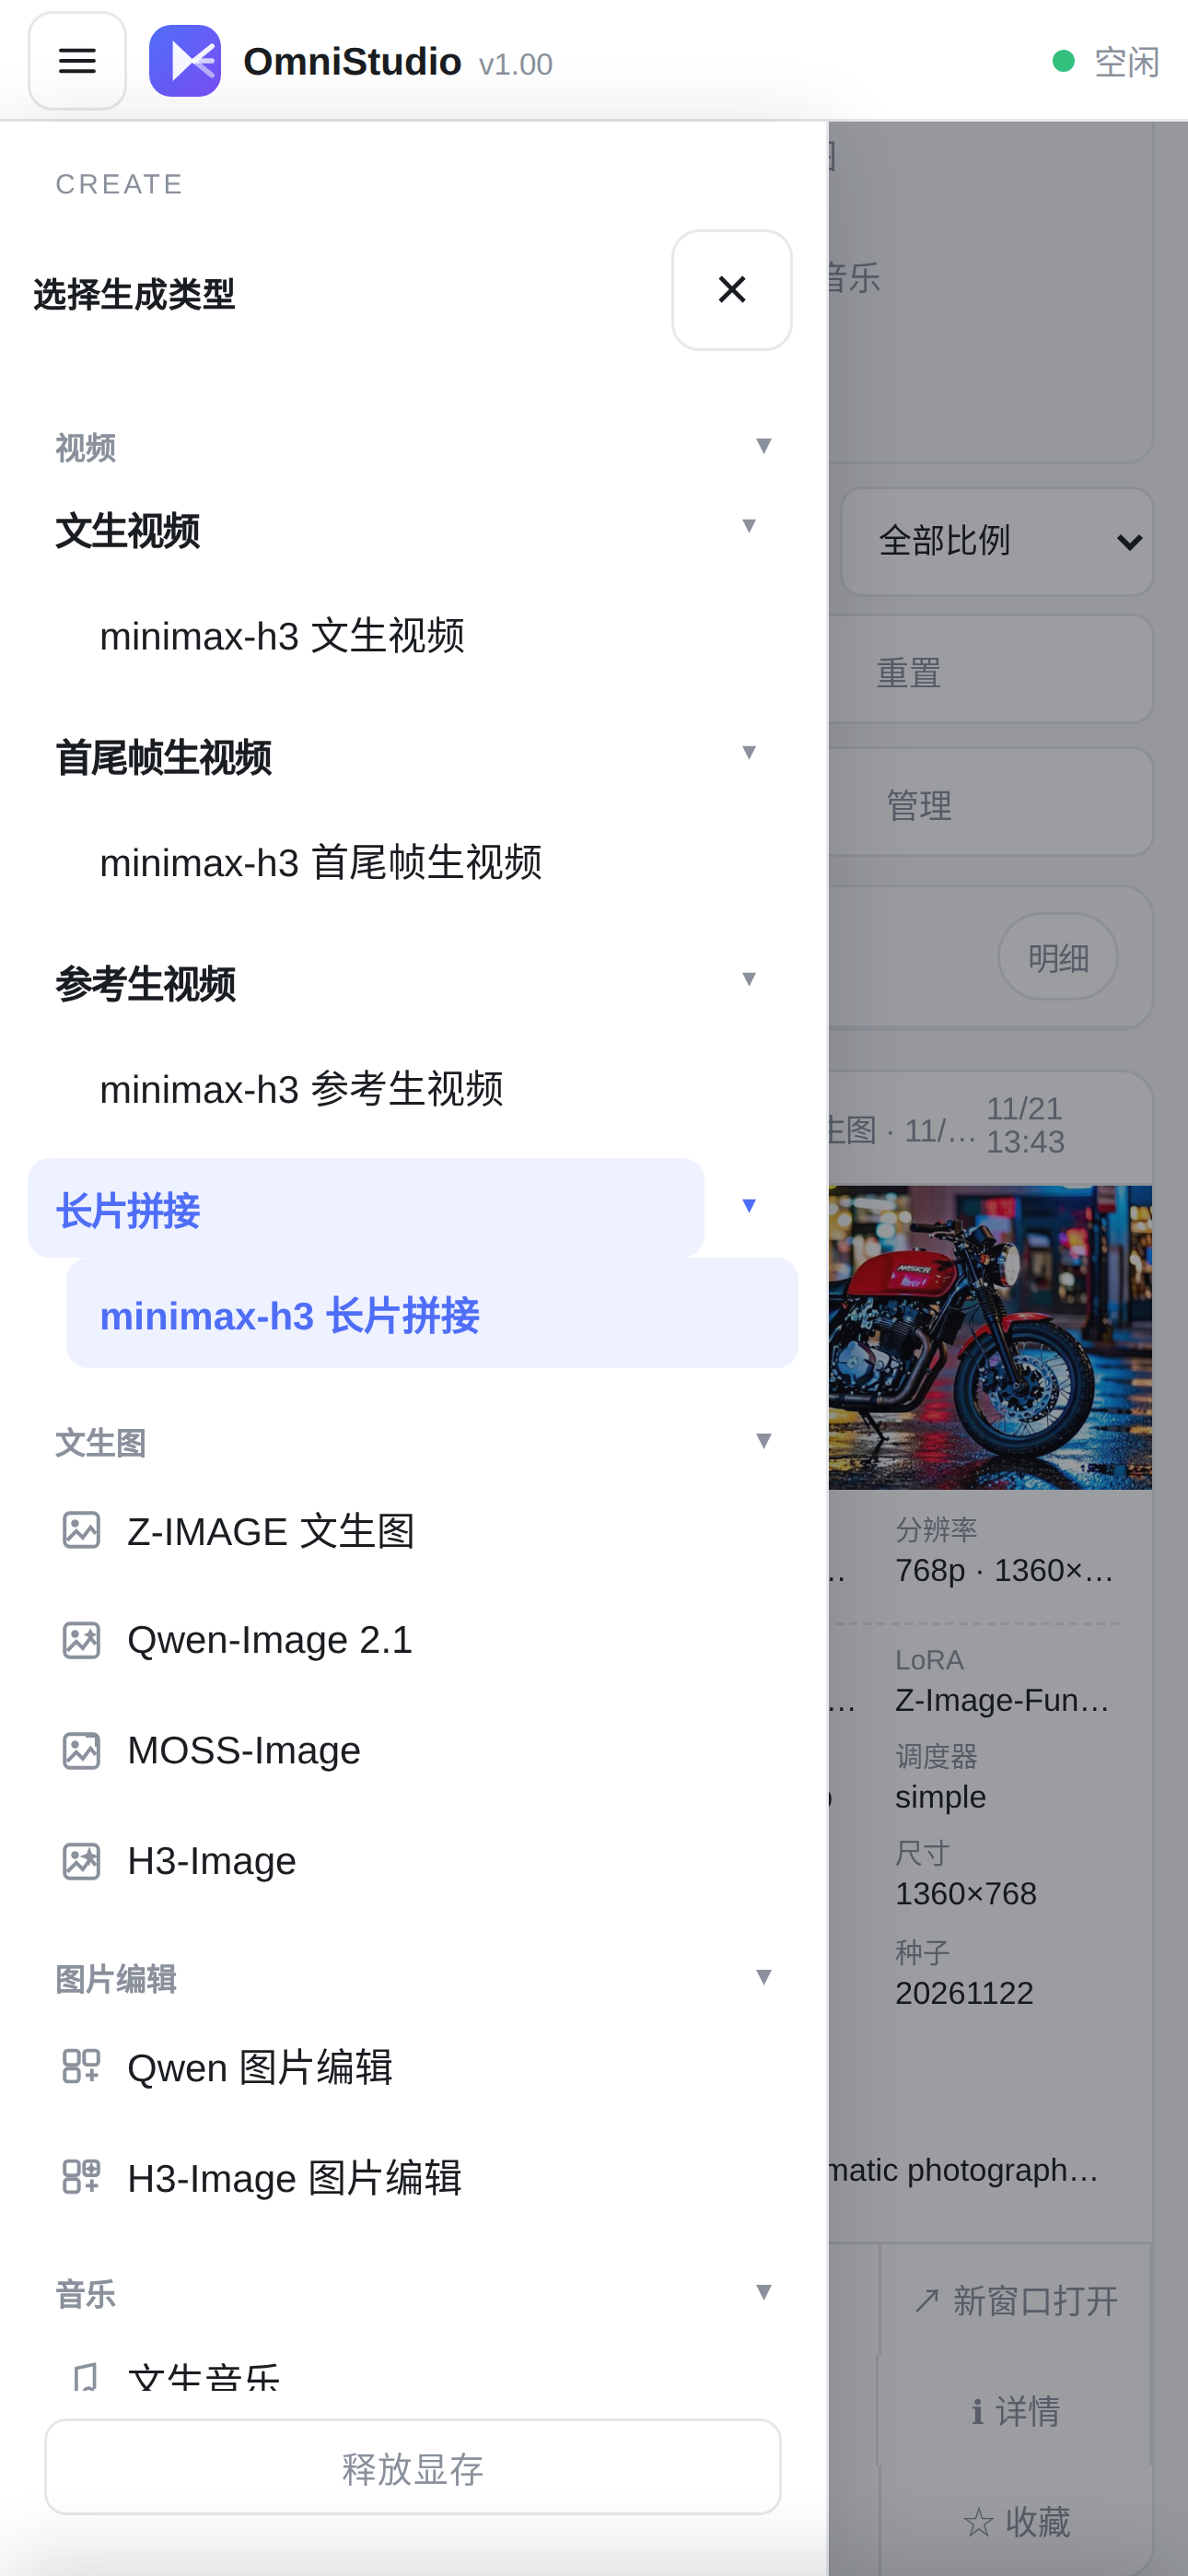 OmniStudio v1.00
空闲
CREATE
选择生成类型
视频
文生视频
minimax-h3 文生视频
首尾帧生视频
minimax-h3 首尾帧生视频
参考生视频
minimax-h3 参考生视频
长片拼接
minimax-h3 长片拼接
文生图
Z-IMAGE 文生图
Qwen-Image 2.1
MOSS-Image
H3-Image
图片编辑
Qwen 图片编辑
H3-Image 图片编辑
音乐
文生音乐
释放显存
音乐
全部比例
重置
管理
明细
生图 · 11/…
11/21
13:43
分辨率
768p · 1360×…
LoRA
Z-Image-Fun…
调度器
simple
尺寸
1360×768
种子
20261122
matic photograph…
↗ 新窗口打开
ℹ 详情
☆ 收藏